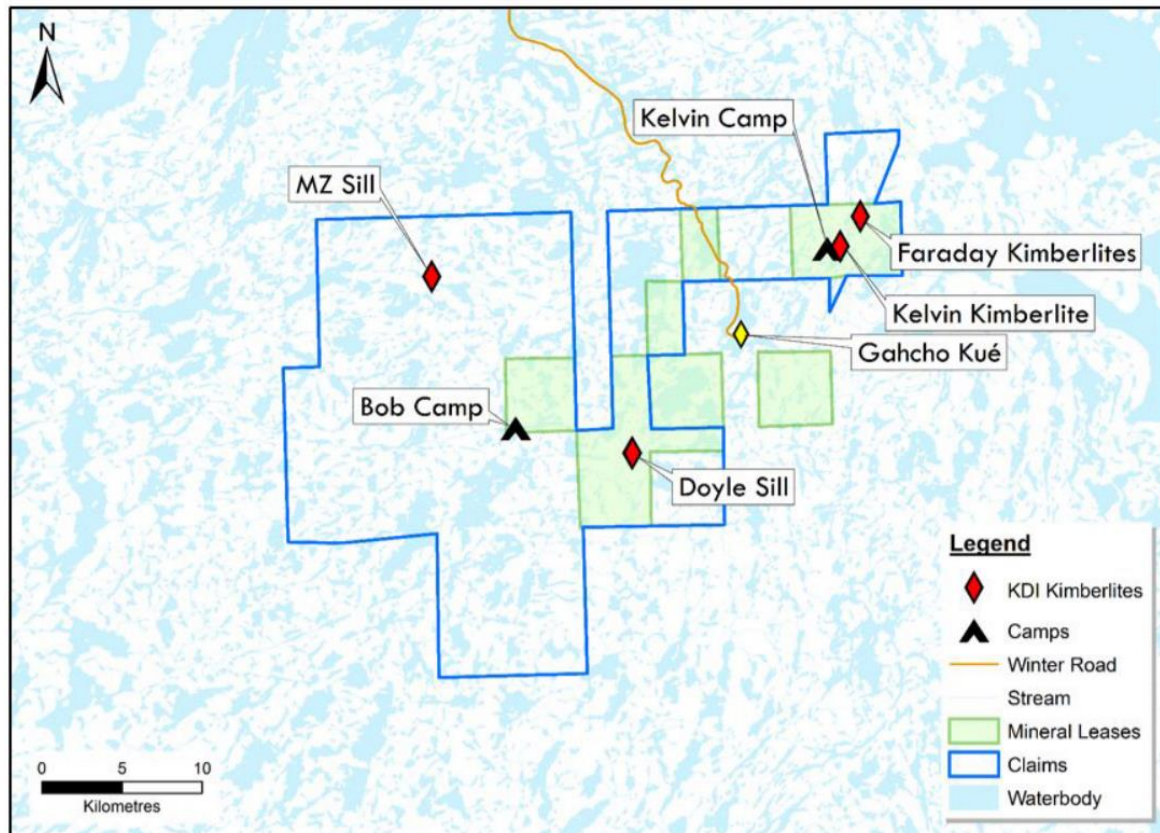 N
Kelvin Camp
MZ Sill
Faraday Kimberlites
Kelvin Kimberlite
Gahcho Kué
Bob Camp
Doyle Sill
Legend
KDI Kimberlites
Camps
Winter Road
Stream
Mineral Leases
Claims
Waterbody
0 5 10
Kilometres